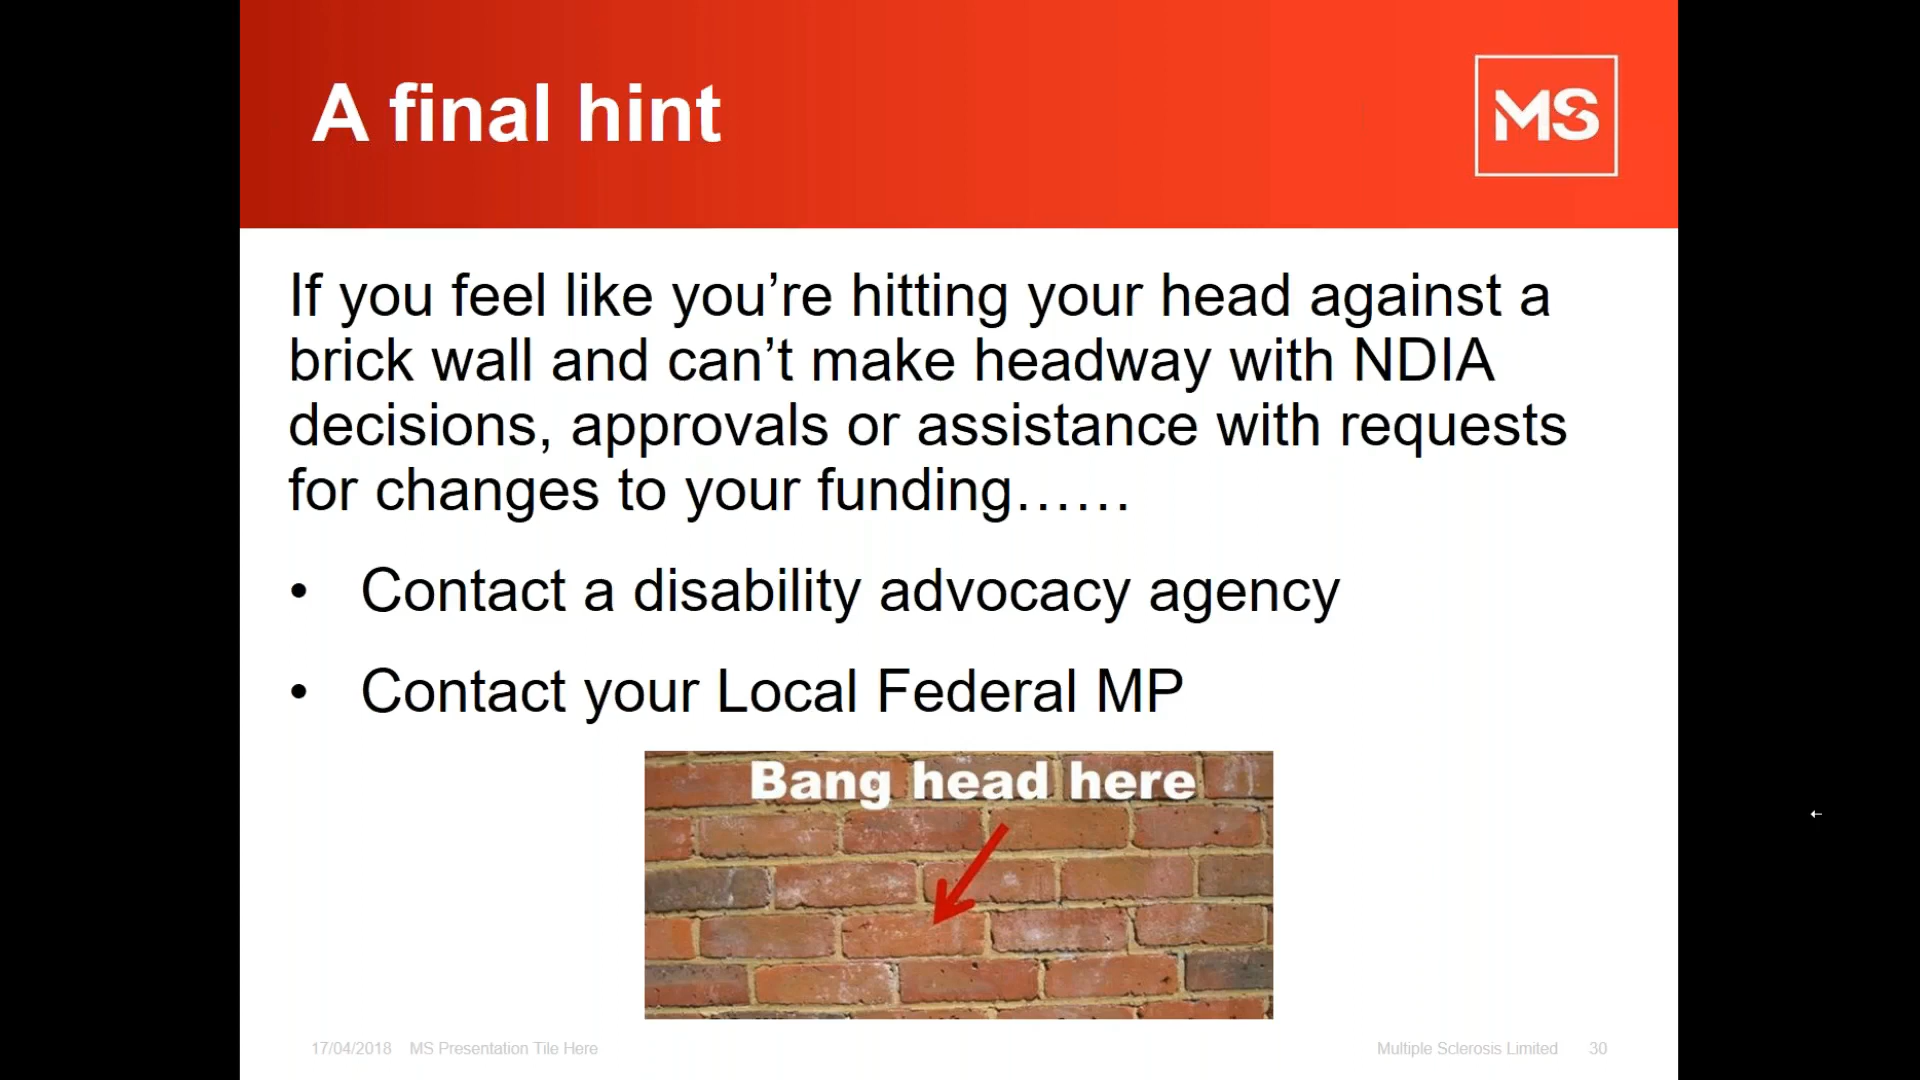 A final hint
MS
If you feel like you’re hitting your head against a
brick wall and can’t make headway with NDIA
decisions, approvals or assistance with requests
for changes to your funding……
• Contact a disability advocacy agency
• Contact your Local Federal MP
Bang head here
17/04/2018 MS Presentation Tile Here
Multiple Sclerosis Limited 30